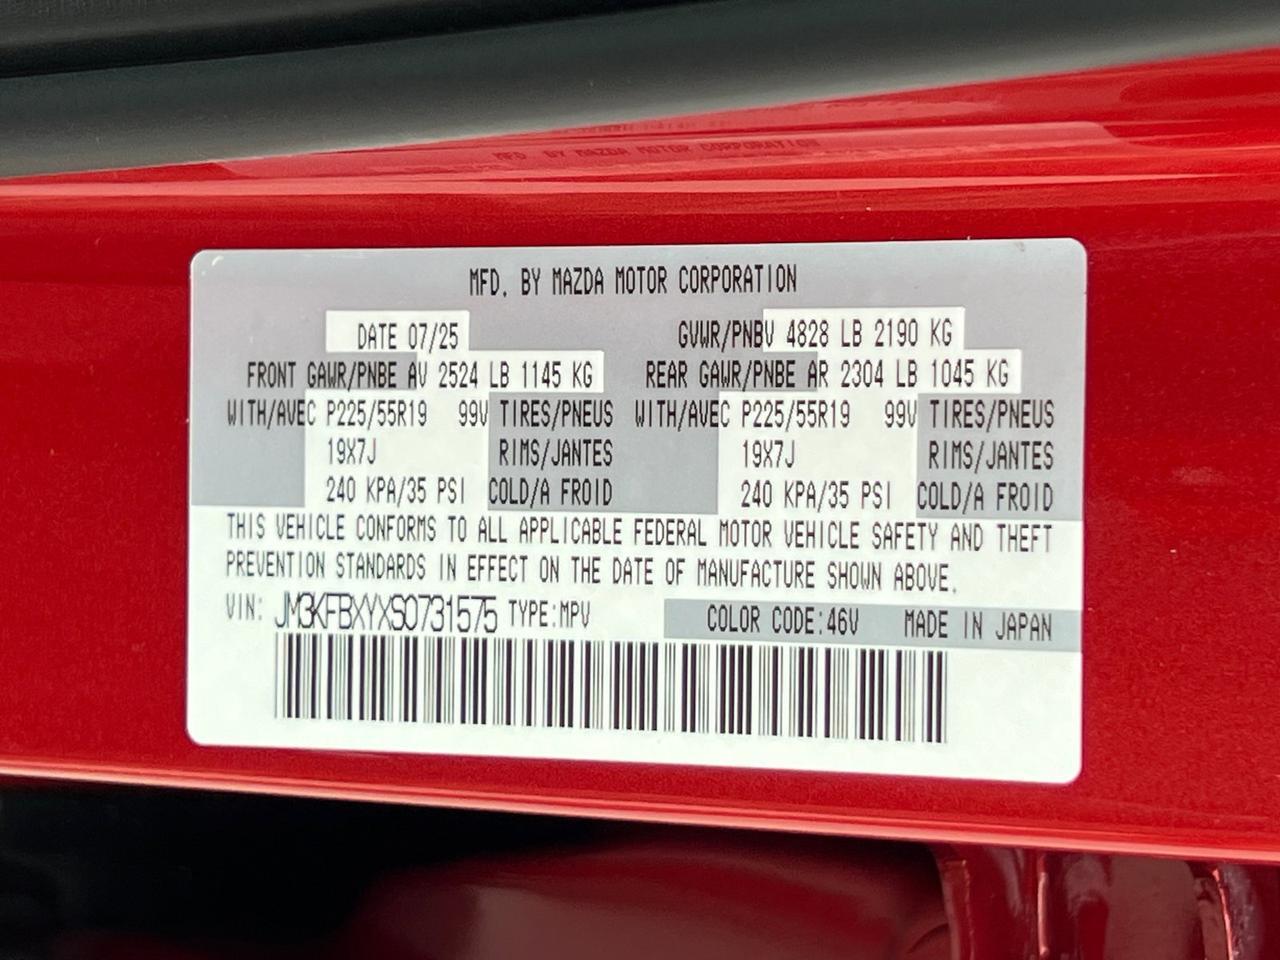 MFD. BY MAZDA MOTOR CORPORATION
MFD. BY MAZDA MOTOR CORPORATION
DATE 07/25 GVWR/PNBV 4828 LB 2190 KG
FRONT GAWR/PNBE AV 2524 LB 1145 KG REAR GAWR/PNBE AR 2304 LB 1045 KG
WITH/AVEC P225/55R19 99V TIRES/PNEUS WITH/AVEC P225/55R19 99V TIRES/PNEUS
19X7J RIMS/JANTES 19X7J RIMS/JANTES
240 KPA/35 PSI COLD/A FROID 240 KPA/35 PSI COLD/A FROID
THIS VEHICLE CONFORMS TO ALL APPLICABLE FEDERAL MOTOR VEHICLE SAFETY AND THEFT
PREVENTION STANDARDS IN EFFECT ON THE DATE OF MANUFACTURE SHOWN ABOVE.
VIN: JM3KFBXYXS0731575 TYPE:MPV COLOR CODE:46V MADE IN JAPAN